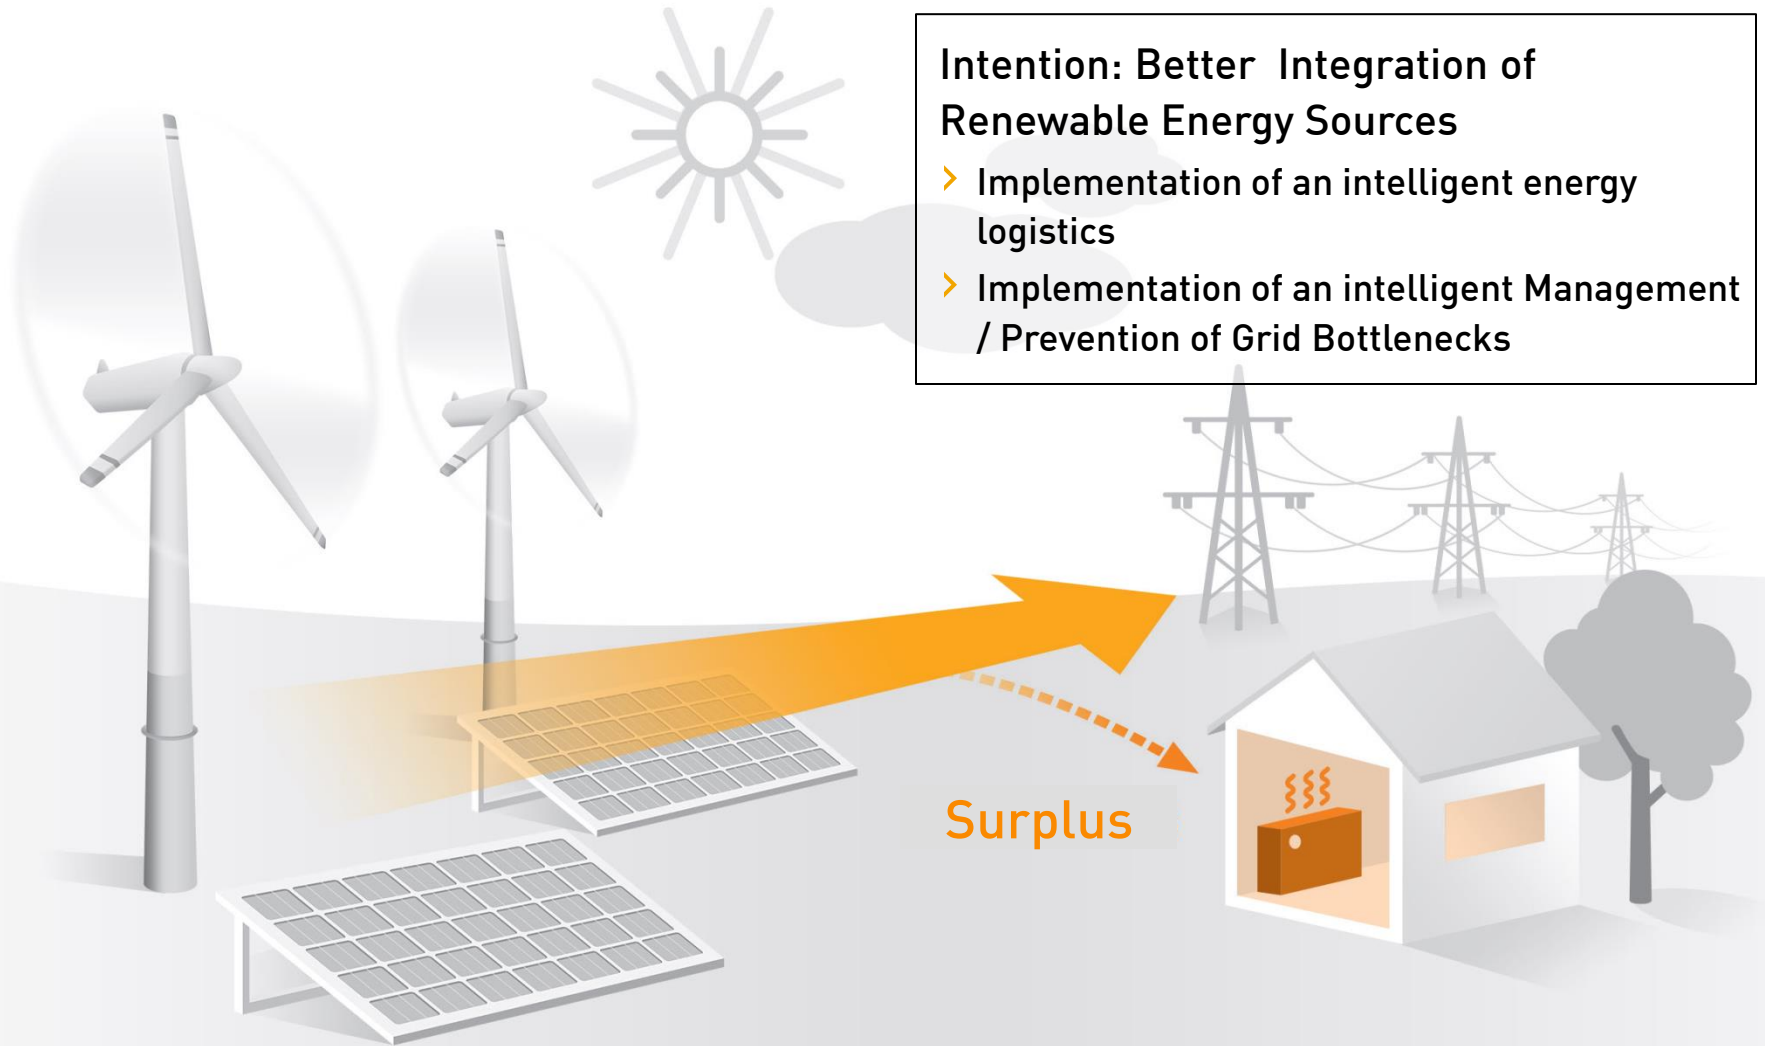 Intention: Better  Integration of
Renewable Energy Sources
Implementation of an intelligent energy
logistics
Implementation of an intelligent Management
/ Prevention of Grid Bottlenecks
Surplus